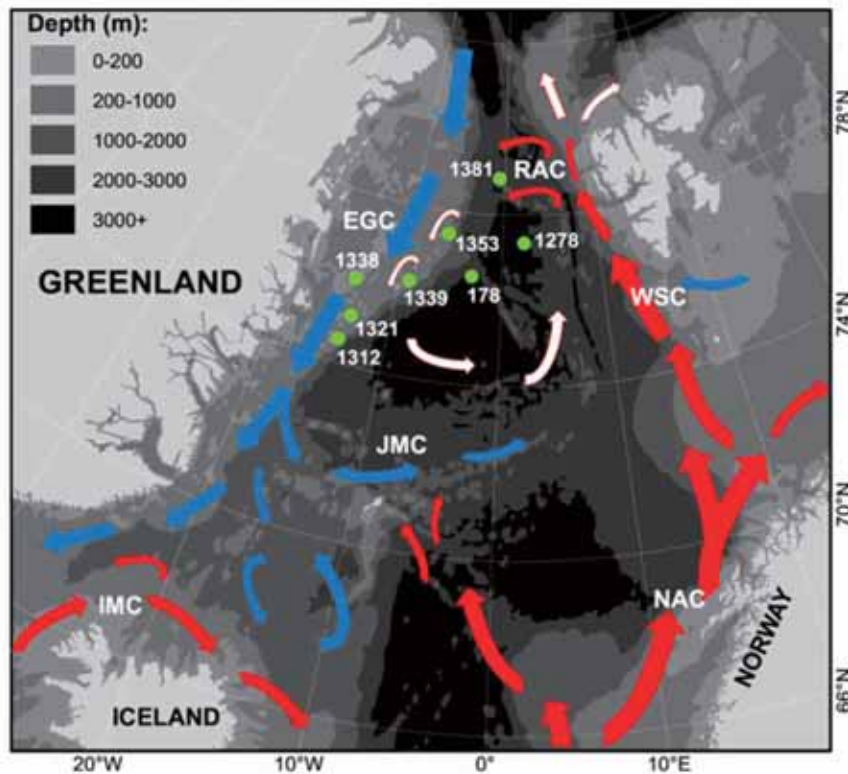 Depth (m):
0-200
200-1000
1000-2000
2000-3000
3000+
78°N
1381
RAC
EGC
1353
1278
1338
GREENLAND
1339
178
WSC
74°N
1321
1312
JMC
70°N
IMC
NAC
NORWAY
ICELAND
66°N
20°W
10°W
0°
10°E